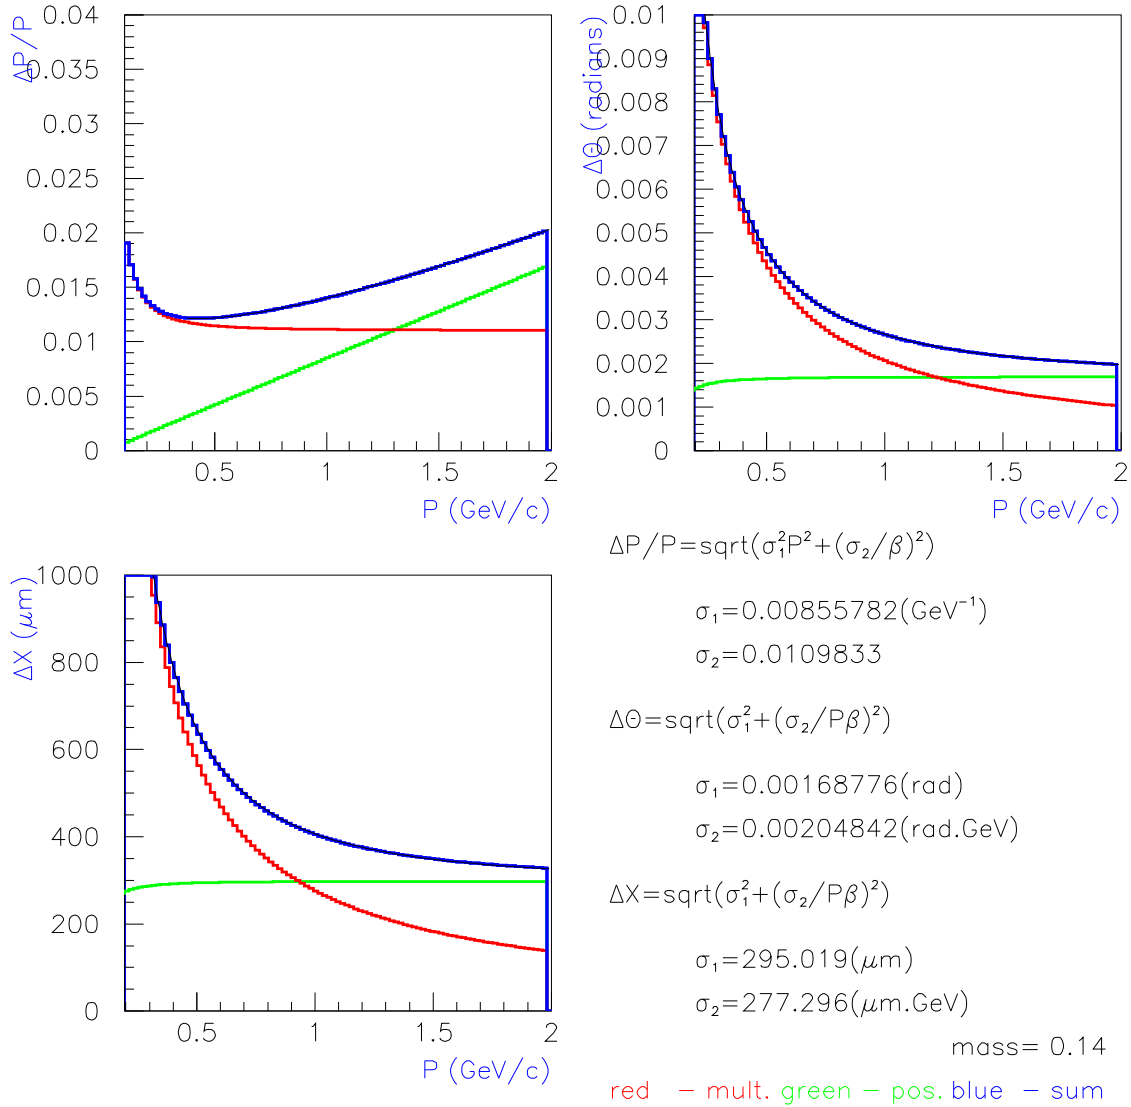 ΔP/P
0.04
0.035
0.03
0.025
0.02
0.015
0.01
0.005
0
0.5
1
1.5
2
P (GeV/c)
ΔΘ (radians)
0.01
0.009
0.008
0.007
0.006
0.005
0.004
0.003
0.002
0.001
0
0.5
1
1.5
2
P (GeV/c)
ΔX (μm)
1000
800
600
400
200
0
0.5
1
1.5
2
P (GeV/c)
ΔP/P=sqrt(σ₁²P²+(σ₂/β)²)
σ₁=0.00855782(GeV⁻¹)
σ₂=0.0109833
ΔΘ=sqrt(σ₁²+(σ₂/Pβ)²)
σ₁=0.00168776(rad)
σ₂=0.00204842(rad.GeV)
ΔX=sqrt(σ₁²+(σ₂/Pβ)²)
σ₁=295.019(μm)
σ₂=277.296(μm.GeV)
mass= 0.14
red – mult. green – pos. blue – sum